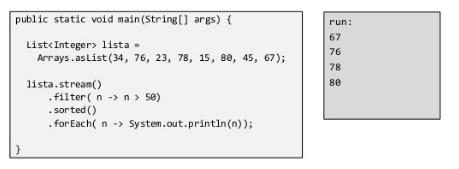 public static void main(String[] args) {
List<Integer> lista =
Arrays.asList(34, 76, 23, 78, 15, 80, 45, 67);
lista.stream()
.filter( n -> n > 50)
.sorted()
.forEach( n -> System.out.println(n));
}
run:
67
76
78
80